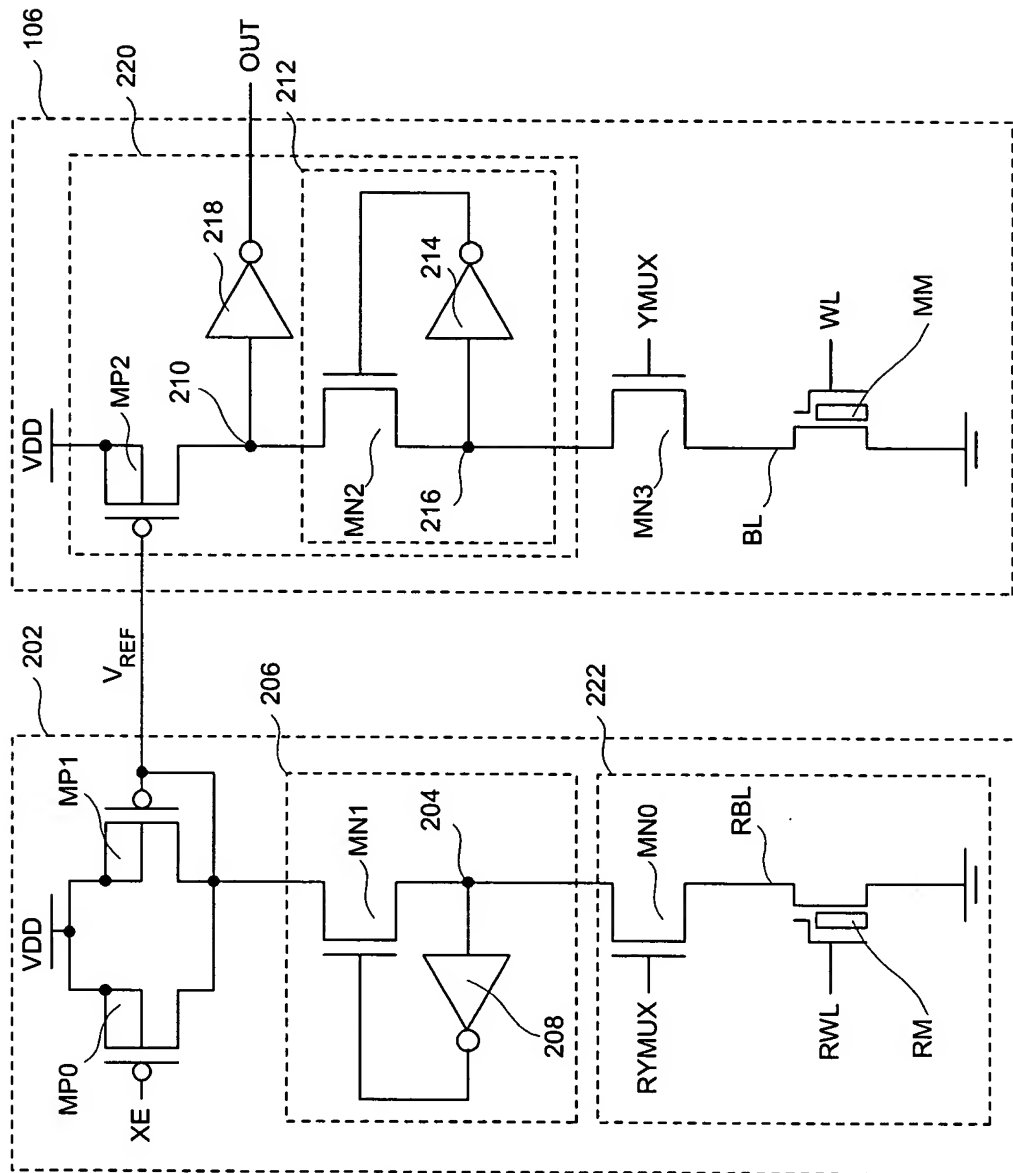 202
VDD
MP0
XE
MP1
VREF
206
MN1
204
208
222
MN0
RYMUX
RBL
RWL
RM
106
220
212
VDD
MP2
210
218
OUT
MN2
214
216
MN3
YMUX
BL
WL
MM